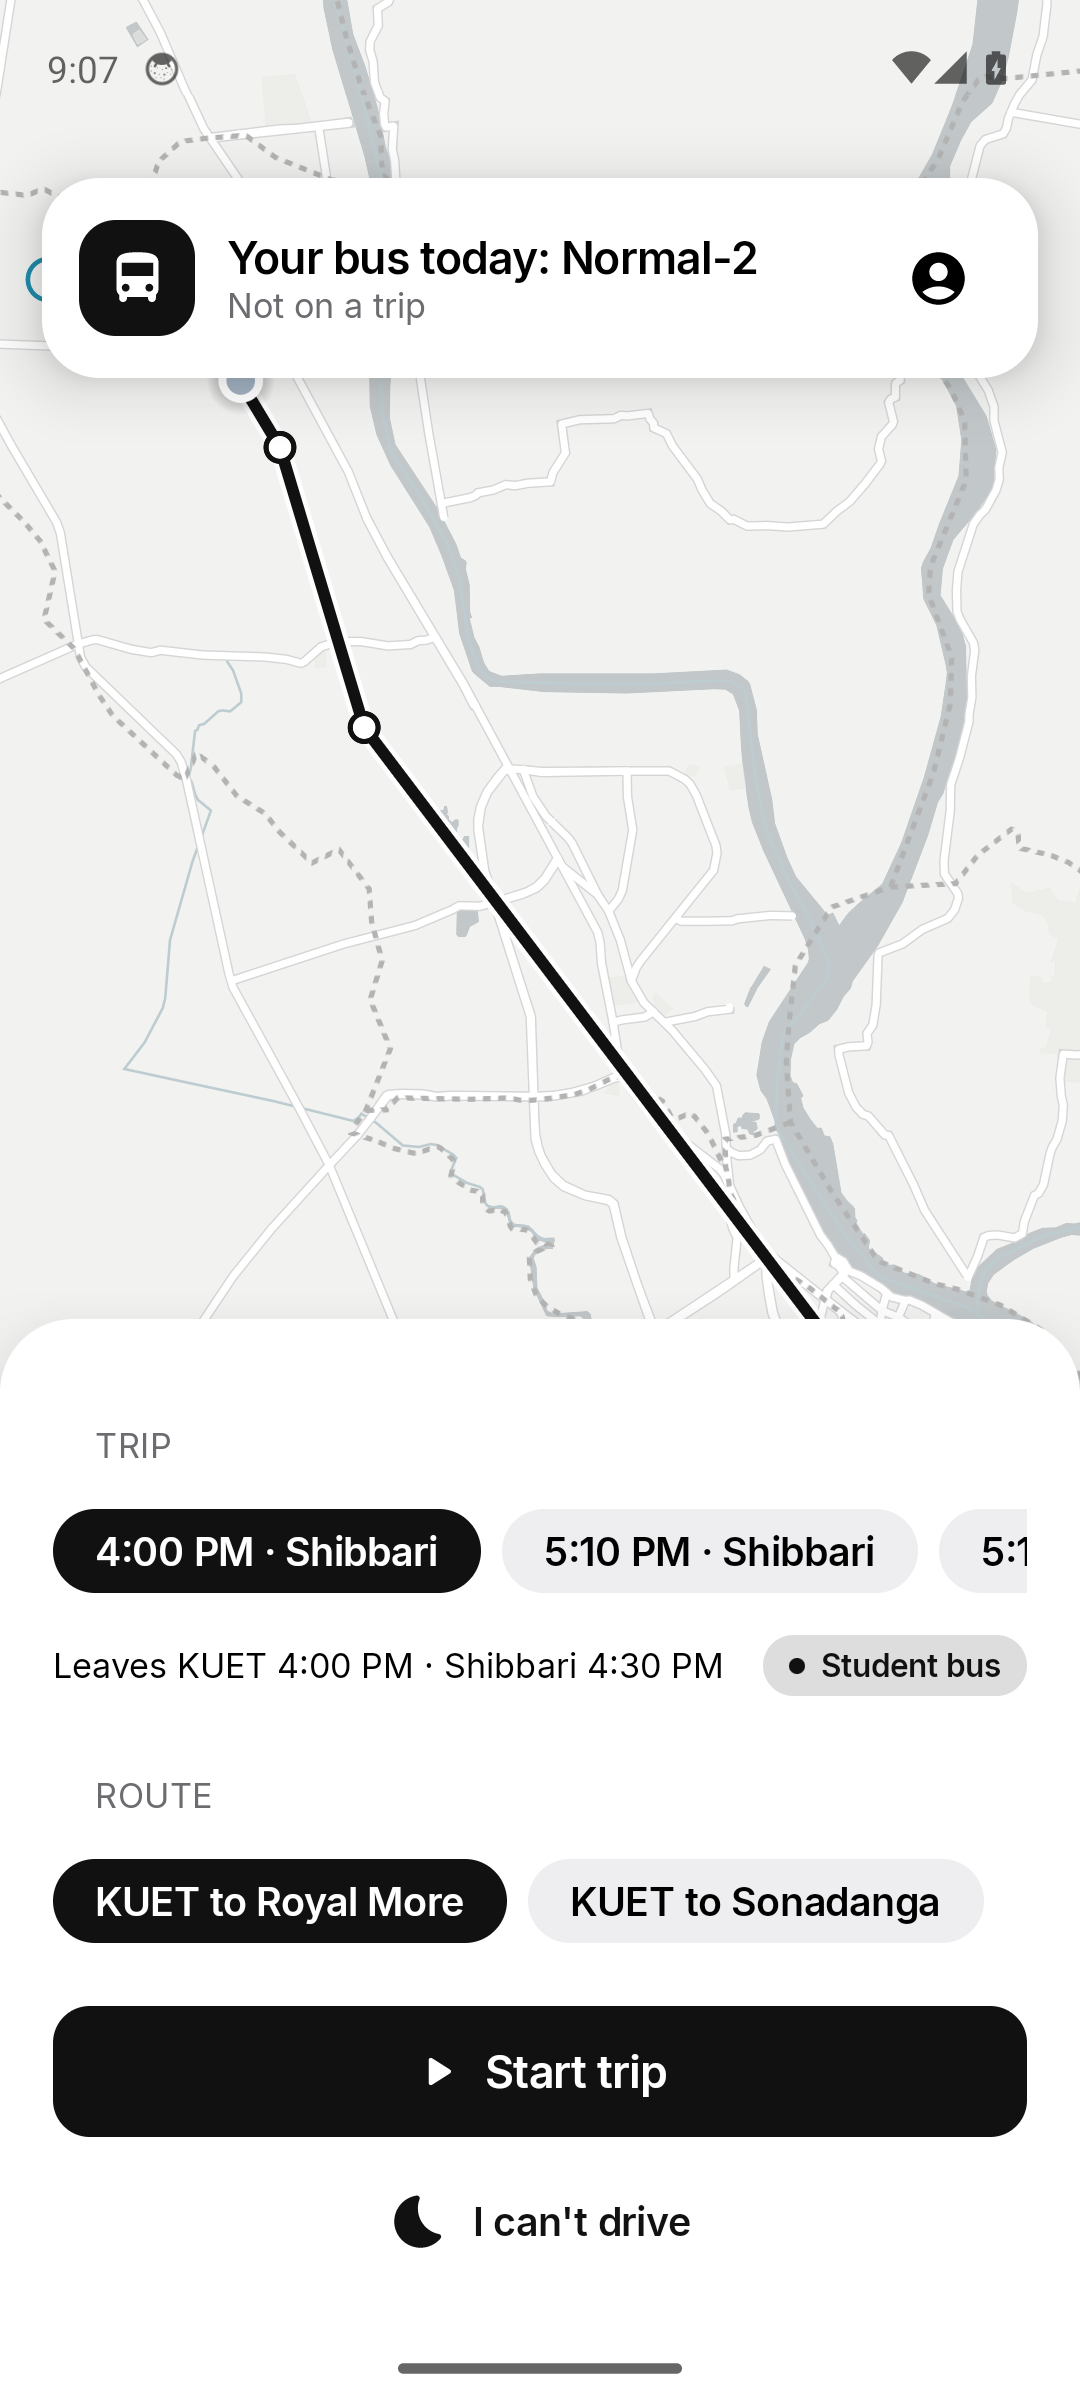 9:07
Your bus today: Normal-2
Not on a trip
TRIP
4:00 PM · Shibbari
5:10 PM · Shibbari
5:1
Leaves KUET 4:00 PM · Shibbari 4:30 PM
Student bus
ROUTE
KUET to Royal More
KUET to Sonadanga
Start trip
I can't drive